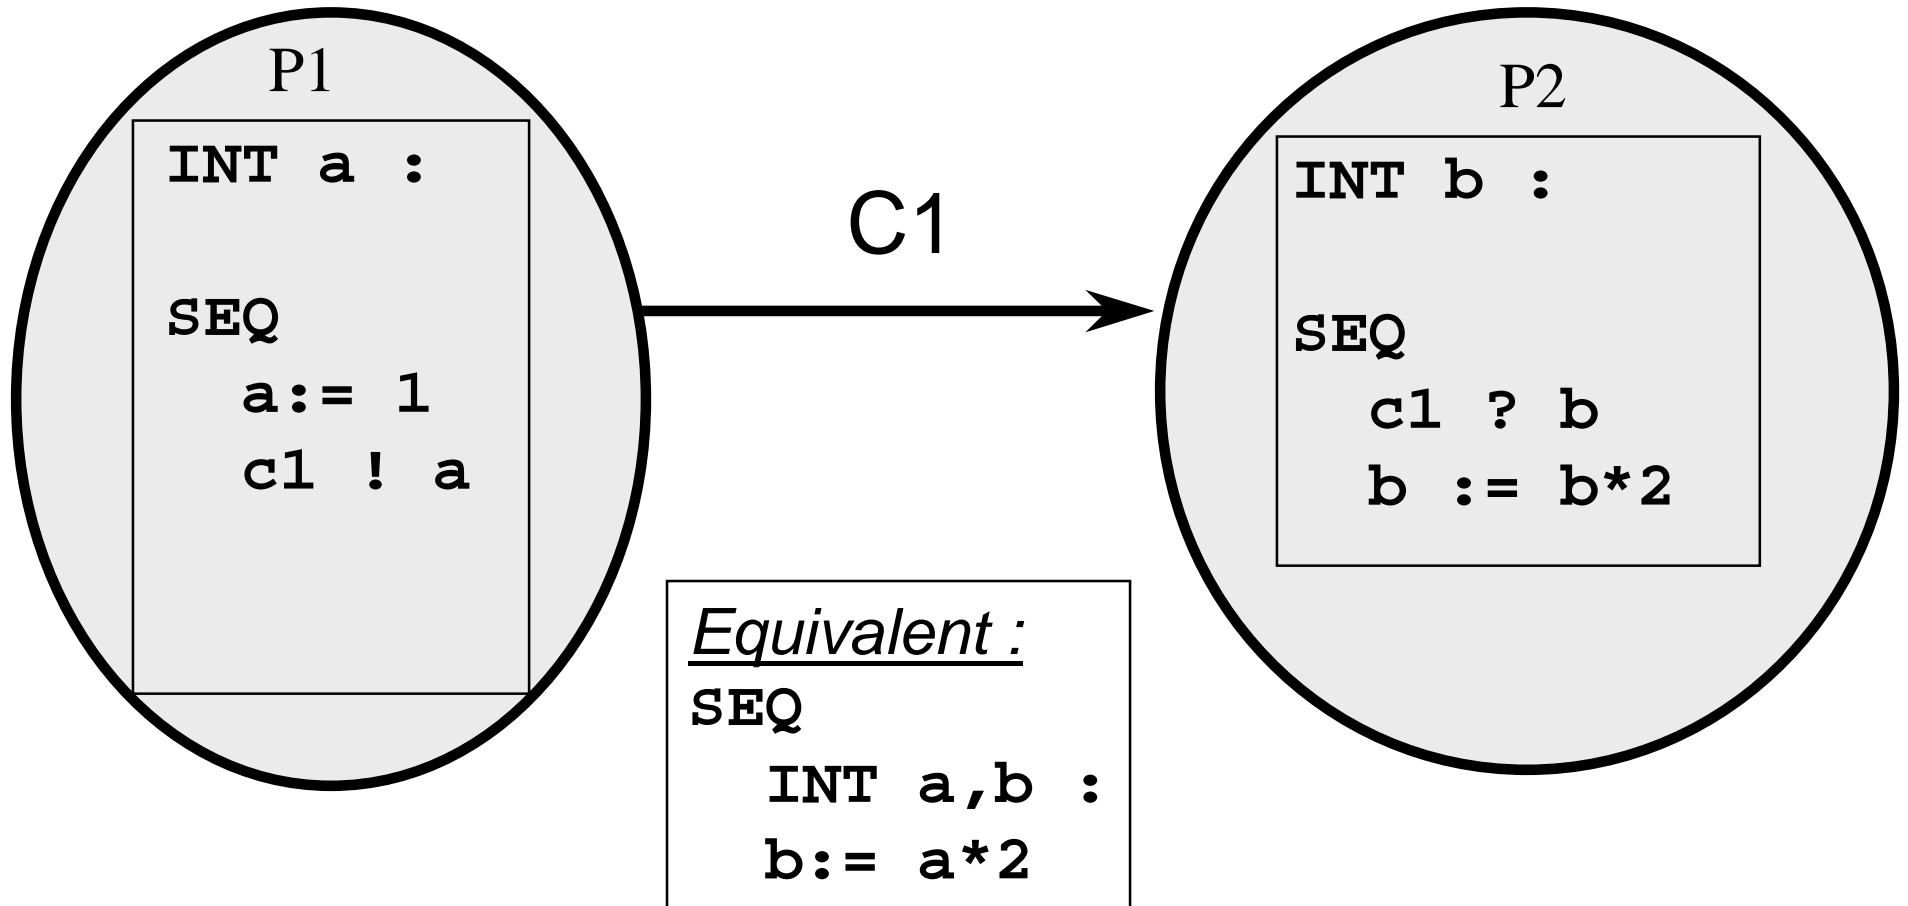 P1
INT a :
SEQ
a:= 1
c1 ! a
C1
P2
INT b :
SEQ
c1 ? b
b := b*2
Equivalent :
SEQ
INT a,b :
b:= a*2